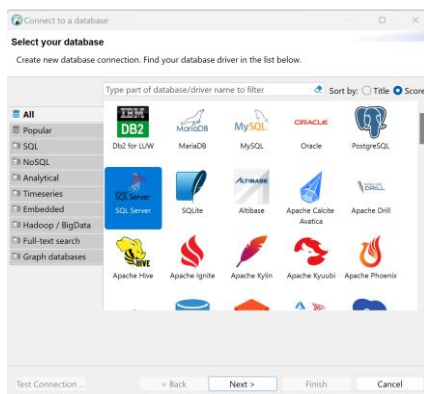 Connect to a database
Select your database
Create new database connection. Find your database driver in the list below.
Type part of database/driver name to filter
Sort by: Title Score
All
Popular
SQL
NoSQL
Analytical
Timeseries
Embedded
Hadoop / BigData
Full-text search
Graph databases
IBM
DB2
MariaDB
MySQL
ORACLE
Db2 for LUW MariaDB MySQL Oracle PostgreSQL
SQL Server
ALTIBASE
DRILL
SQL Server SQLite Altibase Apache Calcite Avatica Apache Drill
HIVE
Apache Hive Apache Ignite Apache Kylin Apache Kyuubi Apache Phoenix
Test Connection ... < Back Next > Finish Cancel